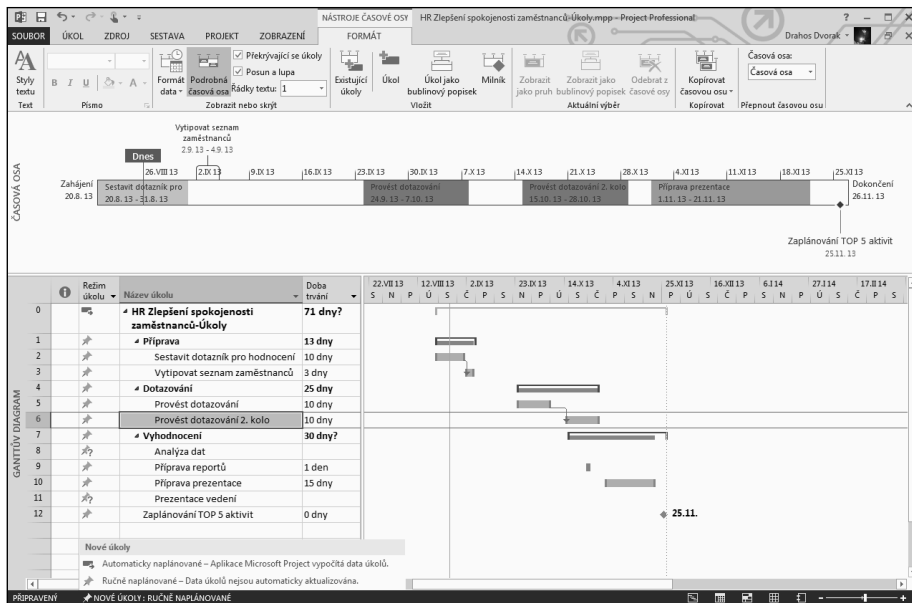 NÁSTROJE ČASOVÉ OSY
HR Zlepšení spokojenosti zaměstnanců-Úkoly.mpp - Project Professional
SOUBOR ÚKOL ZDROJ SESTAVA PROJEKT ZOBRAZENÍ FORMÁT
Drahos Dvorak
Styly textu
Text
B I U A
Písmo
Formát data
Podrobná časová osa
Překrývající se úkoly
Posun a lupa
Řádky textu: 1
Zobrazit nebo skrýt
Existující úkoly
Úkol
Úkol jako bublinový popisek
Milník
Vložit
Zobrazit jako pruh
Zobrazit jako bublinový popisek
Odebrat z časové osy
Aktuální výběr
Kopírovat časovou osu
Kopírovat
Časová osa:
Časová osa
Přepnout časovou osu
ČASOVÁ OSA
Vytipovat seznam
zaměstnanců
2.9. 13 - 4.9. 13
Dnes
26.VIII 13 2.IX 13 9.IX 13 16.IX 13 23.IX 13 30.IX 13 7.X 13 14.X 13 21.X 13 28.X 13 4.XI 13 11.XI 13 18.XI 13 25.XI 13
Zahájení
20.8. 13
Sestavit dotazník pro
20.8. 13 - 31.8. 13
Provést dotazování
24.9. 13 - 7.10. 13
Provést dotazování 2. kolo
15.10. 13 - 28.10. 13
Příprava prezentace
1.11. 13 - 21.11. 13
Dokončení
26.11. 13
Zaplánování TOP 5 aktivit
25.11. 13
GANTTŮV DIAGRAM
Režim úkolu
Název úkolu
Doba trvání
22.VII 13 12.VIII 13 2.IX 13 23.IX 13 14.X 13 4.XI 13 25.XI 13 16.XII 13 6.I 14 27.I 14 17.II 14
S N P Ú S Č P S N P Ú S Č P S N P Ú S Č P S N P Ú S Č P S
0 HR Zlepšení spokojenosti zaměstnanců-Úkoly 71 dny?
1 Příprava 13 dny
2 Sestavit dotazník pro hodnocení 10 dny
3 Vytipovat seznam zaměstnanců 3 dny
4 Dotazování 25 dny
5 Provést dotazování 10 dny
6 Provést dotazování 2. kolo 10 dny
7 Vyhodnocení 30 dny?
8 Analýza dat
9 Příprava reportů 1 den
10 Příprava prezentace 15 dny
11 Prezentace vedení
12 Zaplánování TOP 5 aktivit 0 dny
25.11.
Nové úkoly
Automaticky naplánované – Aplikace Microsoft Project vypočítá data úkolů.
Ručně naplánované – Data úkolů nejsou automaticky aktualizována.
PŘIPRAVENÝ NOVÉ ÚKOLY : RUČNĚ NAPLÁNOVANÉ